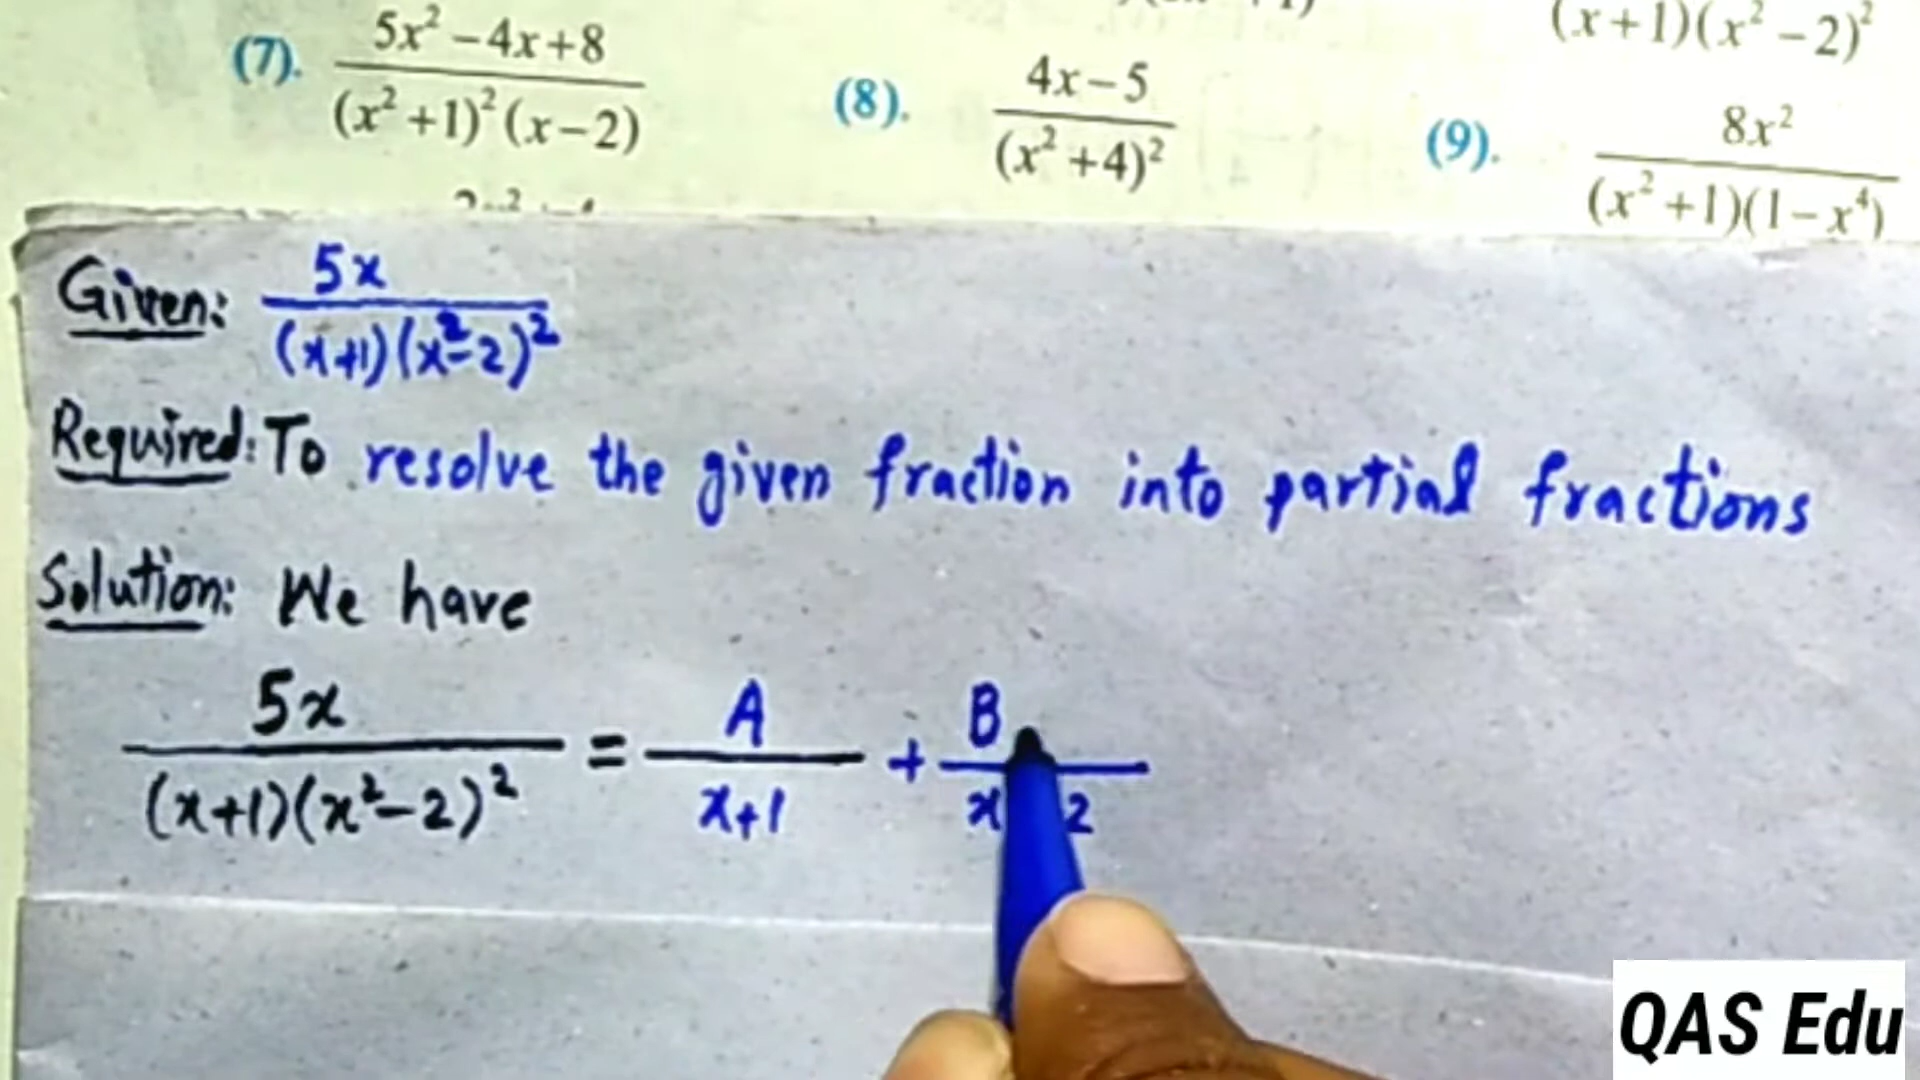 (x+1)(x²-2)²
(7). 5x²-4x+8 / (x²+1)²(x-2)
(8). 4x-5 / (x²+4)²
(9). 8x² / (x²+1)(1-x⁴)
Given: 5x / (x+1)(x²-2)²
Required: To resolve the given fraction into partial fractions
Solution: We have
5x / (x+1)(x²-2)² = A / x+1 + B / x 2
QAS Edu